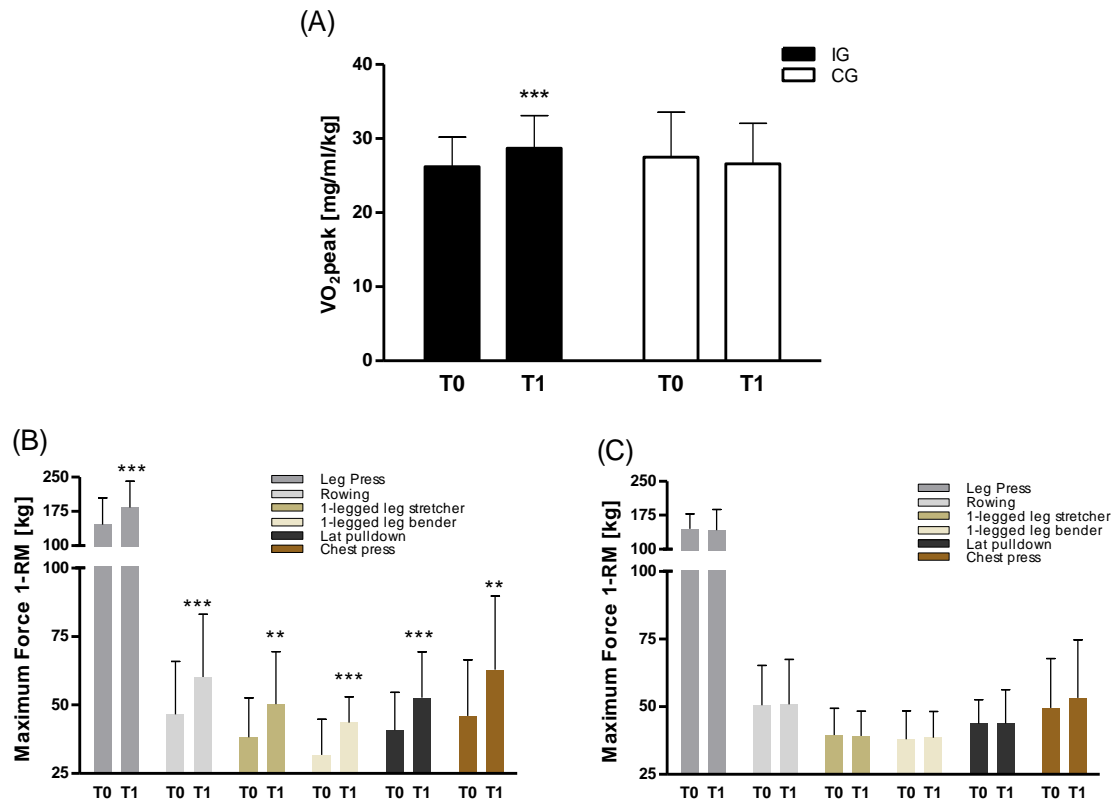 (A)
IG
CG
40
30
20
10
0
VO₂peak [mg/ml/kg]
***
T0 T1 T0 T1
(B)
250
175
100
100
75
50
25
Maximum Force 1-RM [kg]
Leg Press
Rowing
1-legged leg stretcher
1-legged leg bender
Lat pulldown
Chest press
***
***
**
***
***
**
T0 T1 T0 T1 T0 T1 T0 T1 T0 T1 T0 T1
(C)
250
175
100
100
75
50
25
Maximum Force 1-RM [kg]
Leg Press
Rowing
1-legged leg stretcher
1-legged leg bender
Lat pulldown
Chest press
T0 T1 T0 T1 T0 T1 T0 T1 T0 T1 T0 T1